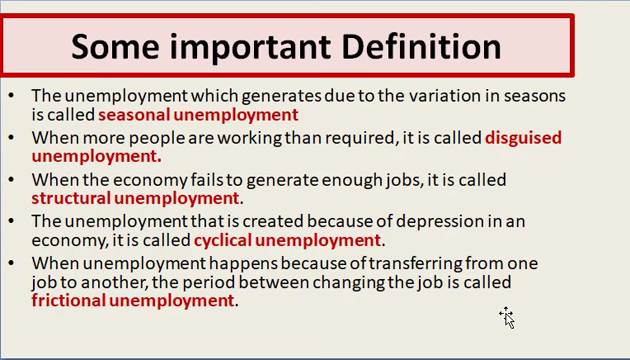 Some important Definition
• The unemployment which generates due to the variation in seasons
is called seasonal unemployment
• When more people are working than required, it is called disguised
unemployment.
• When the economy fails to generate enough jobs, it is called
structural unemployment.
• The unemployment that is created because of depression in an
economy, it is called cyclical unemployment.
• When unemployment happens because of transferring from one
job to another, the period between changing the job is called
frictional unemployment.